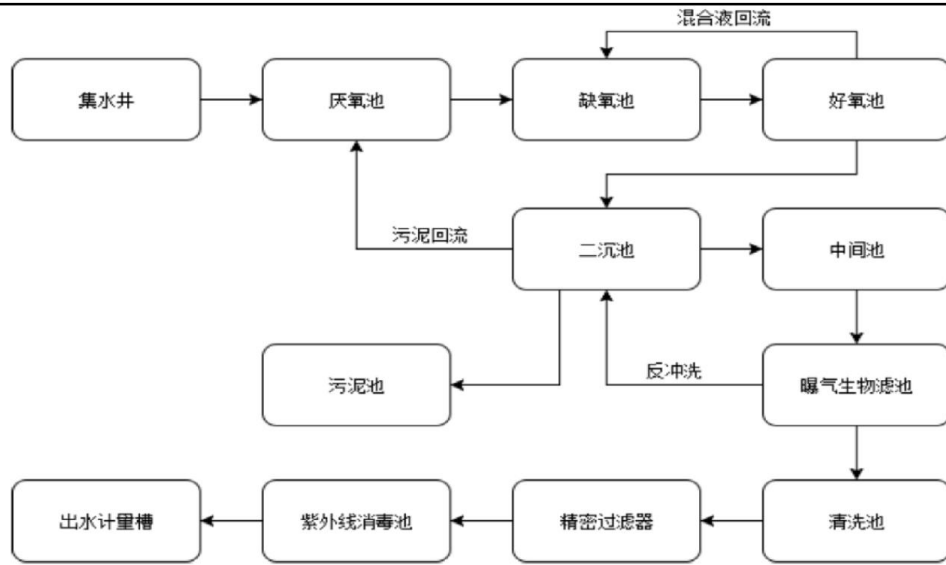 混合液回流
集水井
厌氧池
缺氧池
好氧池
污泥回流
二沉池
中间池
污泥池
反冲洗
曝气生物滤池
出水计量槽
紫外线消毒池
精密过滤器
清洗池